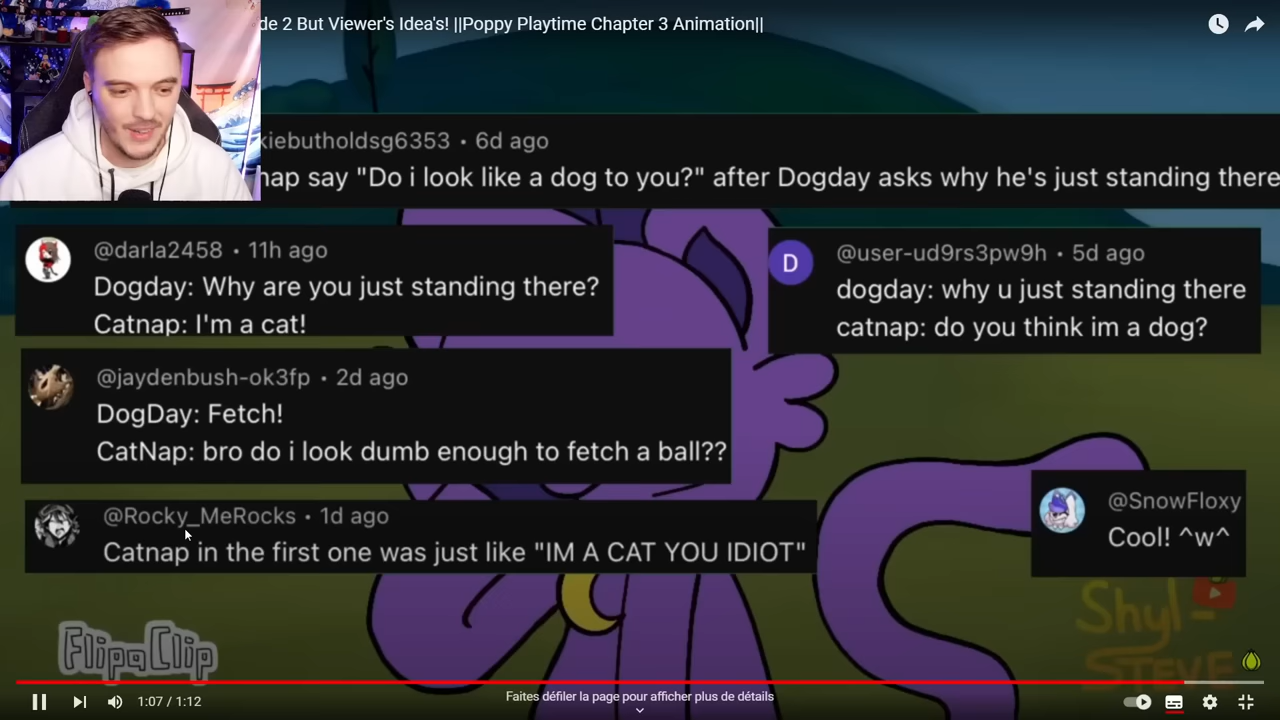 de 2 But Viewer's Idea's! ||Poppy Playtime Chapter 3 Animation||
kiebutholdsg6353 • 6d ago
nap say "Do i look like a dog to you?" after Dogday asks why he's just standing there
@darla2458 • 11h ago
Dogday: Why are you just standing there?
Catnap: I'm a cat!
D
@user-ud9rs3pw9h • 5d ago
dogday: why u just standing there
catnap: do you think im a dog?
@jaydenbush-ok3fp • 2d ago
DogDay: Fetch!
CatNap: bro do i look dumb enough to fetch a ball??
@Rocky_MeRocks • 1d ago
Catnap in the first one was just like "IM A CAT YOU IDIOT"
@SnowFloxy
Cool! ^w^
Shyl-
STEVE
FlipaClip
1:07 / 1:12
Faites défiler la page pour afficher plus de détails